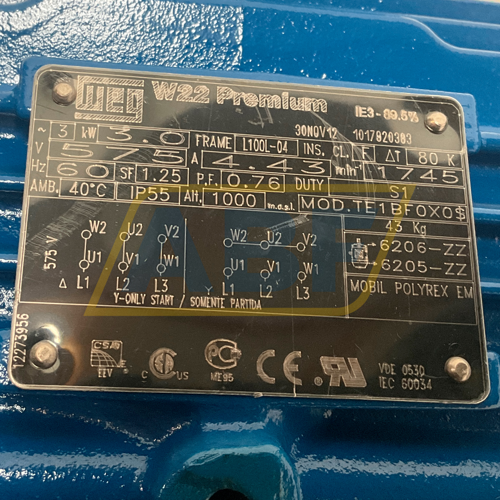 WEG W22 Premium IE3-89.5%
~ 3 kW 3.0 FRAME L100L-04 30NOV12 1017820383
V 575 A 4.43 INS. CL. F ΔT 80 K
Hz 60 SF 1.25 P.F. 0.76 DUTY S1 min⁻¹ 1745
AMB. 40°C IP55 Alt. 1000 m.a.s.l. MOD.TE1BF0X0$
43 Kg
W2 U2 V2 W2 U2 V2
6206-ZZ
575 V U1 V1 W1 U1 V1 W1
6205-ZZ
Δ L1 L2 L3 L1 L2 L3
MOBIL POLYREX EM
Y-ONLY START / SOMENTE PARTIDA
12273956
ABF
EEV C US ME95 CE VDE 0530
IEC 60034